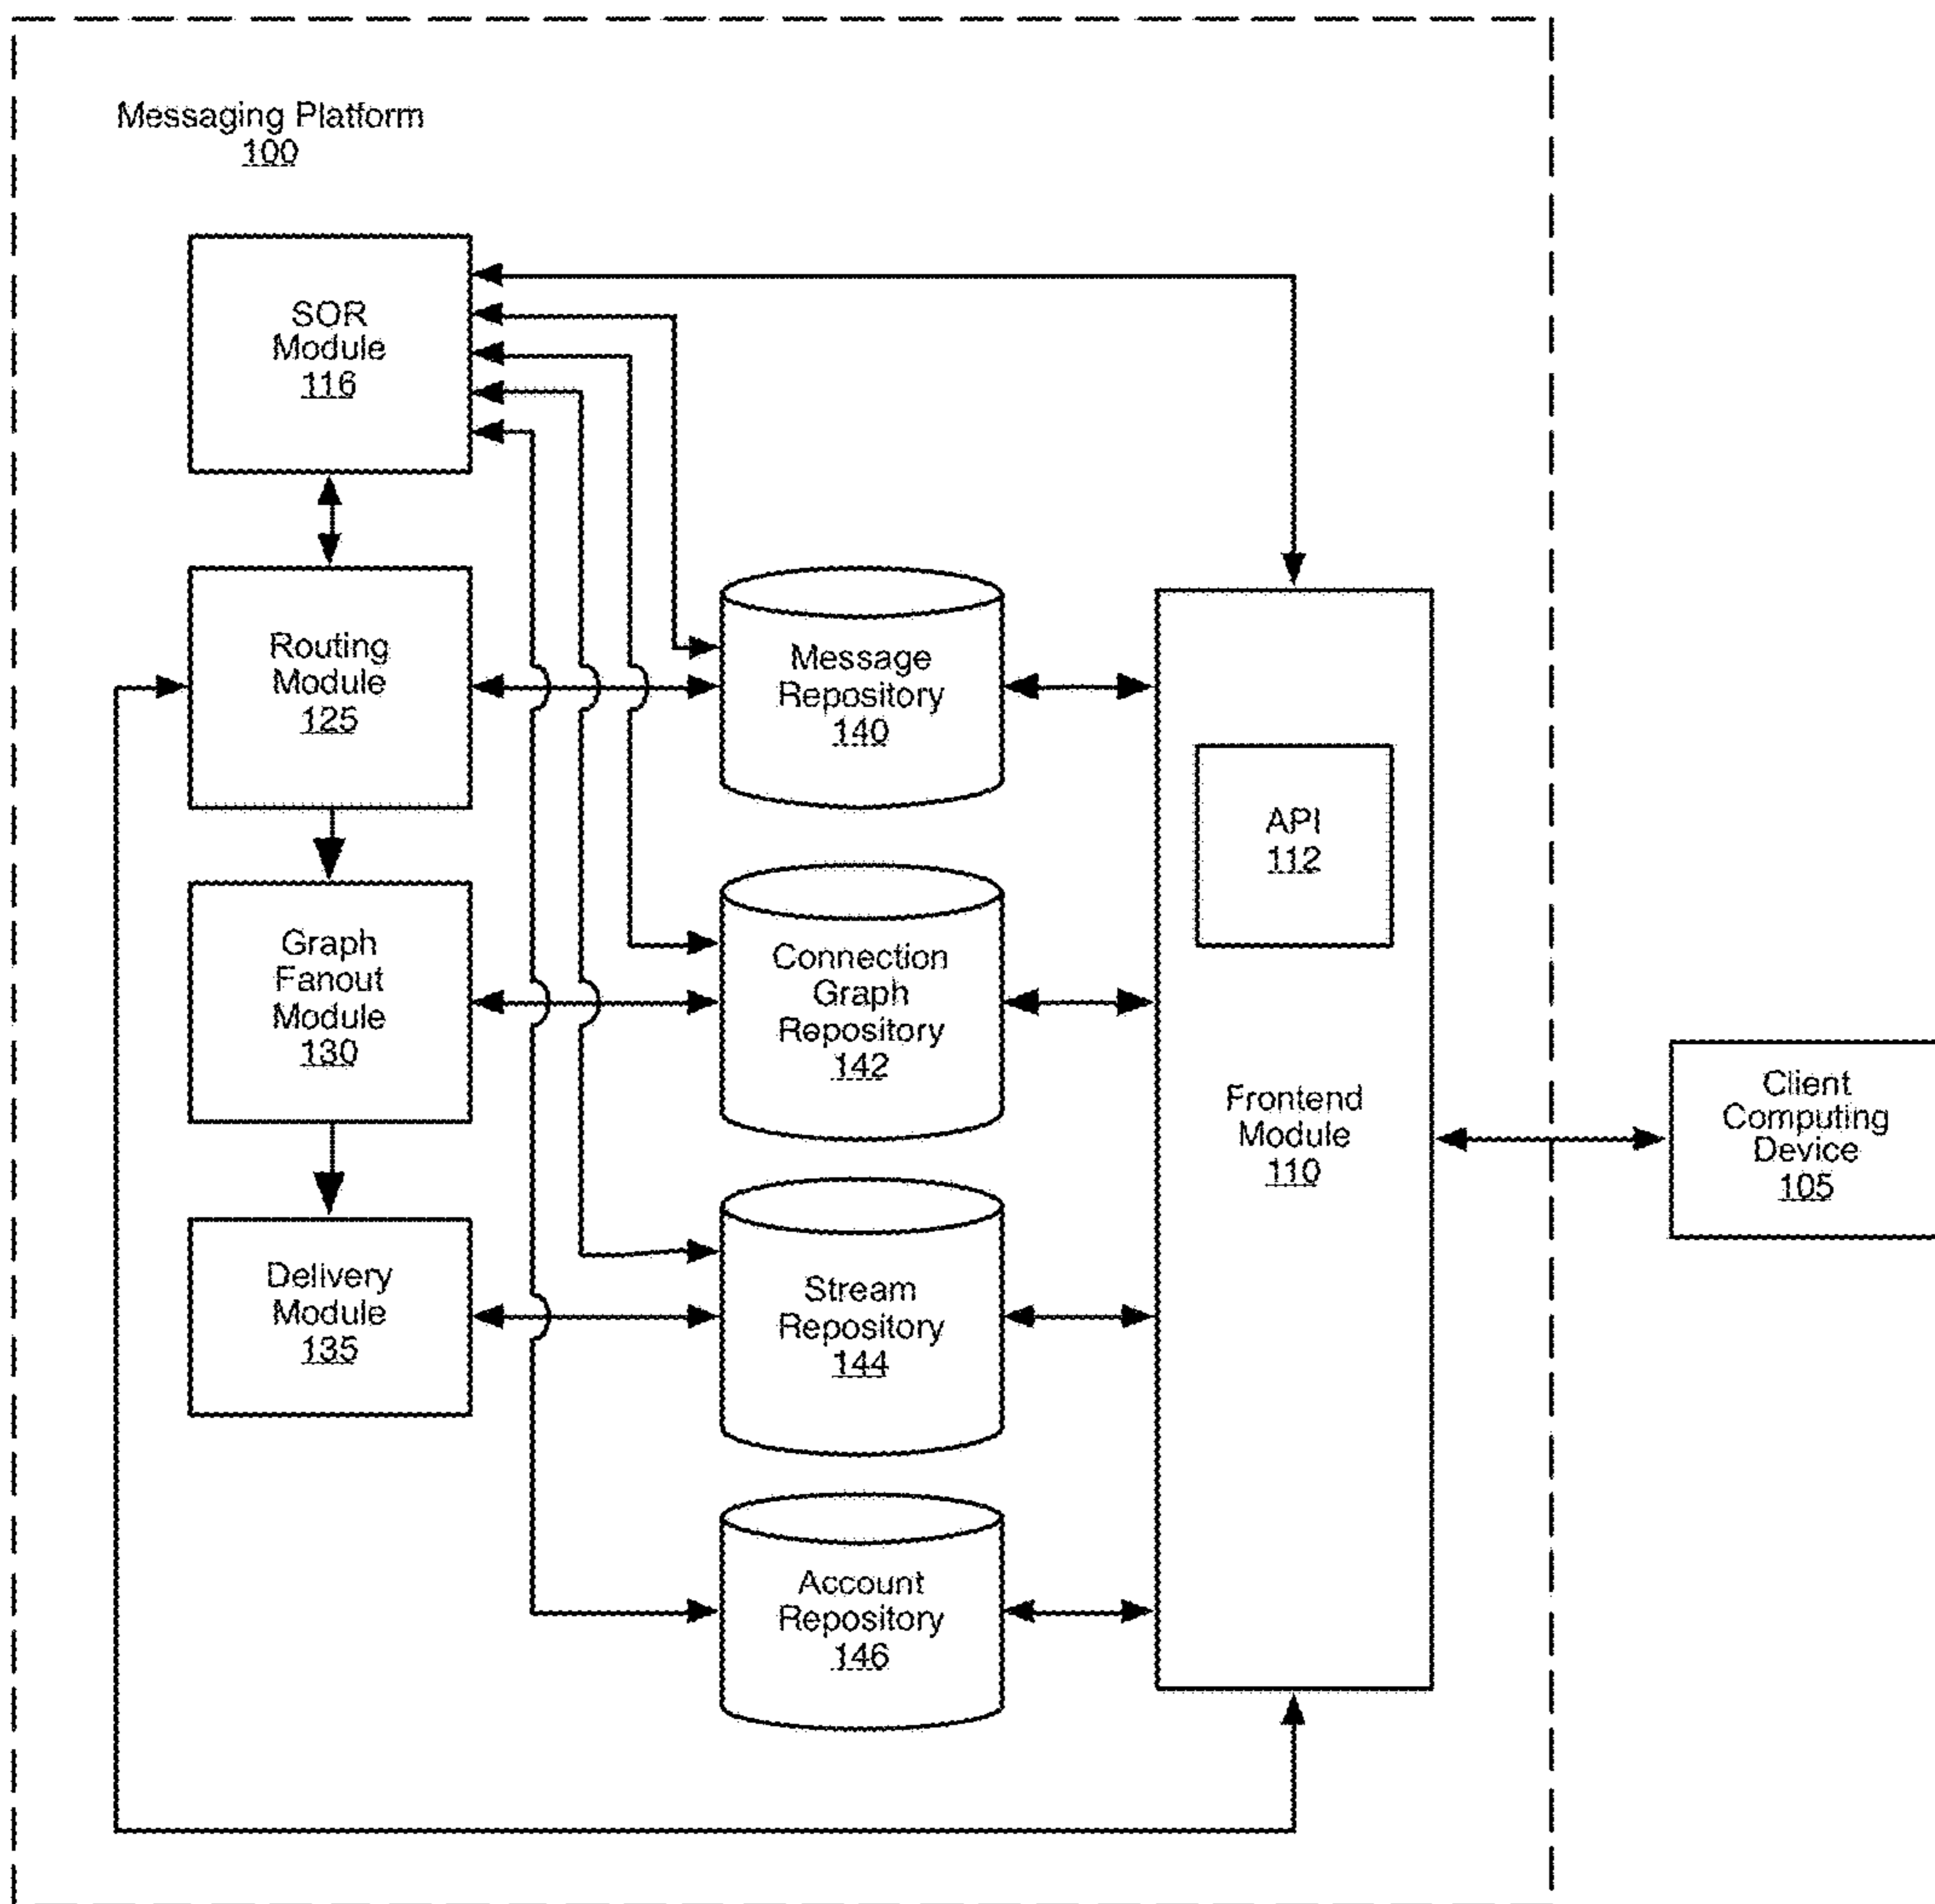 Messaging Platform
100
SOR
Module
116
Routing
Module
125
Graph
Fanout
Module
130
Delivery
Module
135
Message
Repository
140
Connection
Graph
Repository
142
Stream
Repository
144
Account
Repository
146
API
112
Frontend
Module
110
Client
Computing
Device
105